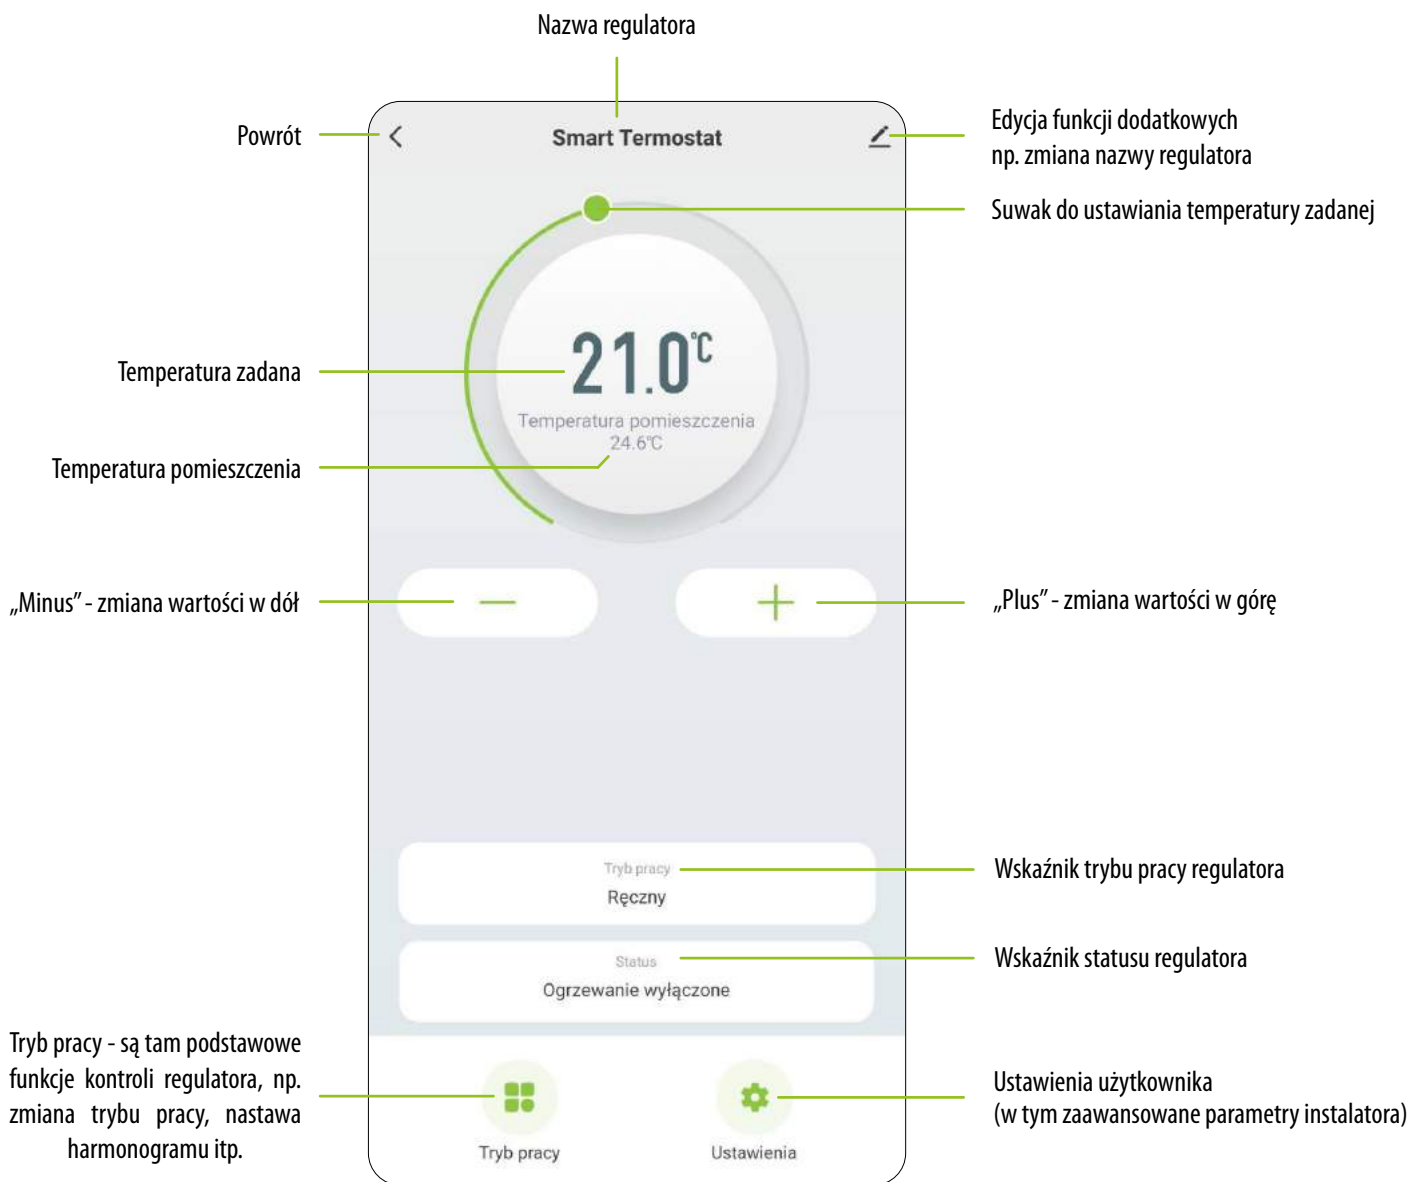 Nazwa regulatora
Powrót
Smart Termostat
Edycja funkcji dodatkowych
np. zmiana nazwy regulatora
Suwak do ustawiania temperatury zadanej
Temperatura zadana
21.0°C
Temperatura pomieszczenia
24.6°C
Temperatura pomieszczenia
„Minus” - zmiana wartości w dół
„Plus” - zmiana wartości w górę
Tryb pracy
Ręczny
Wskaźnik trybu pracy regulatora
Status
Ogrzewanie wyłączone
Wskaźnik statusu regulatora
Tryb pracy - są tam podstawowe
funkcje kontroli regulatora, np.
zmiana trybu pracy, nastawa
harmonogramu itp.
Tryb pracy
Ustawienia
Ustawienia użytkownika
(w tym zaawansowane parametry instalatora)